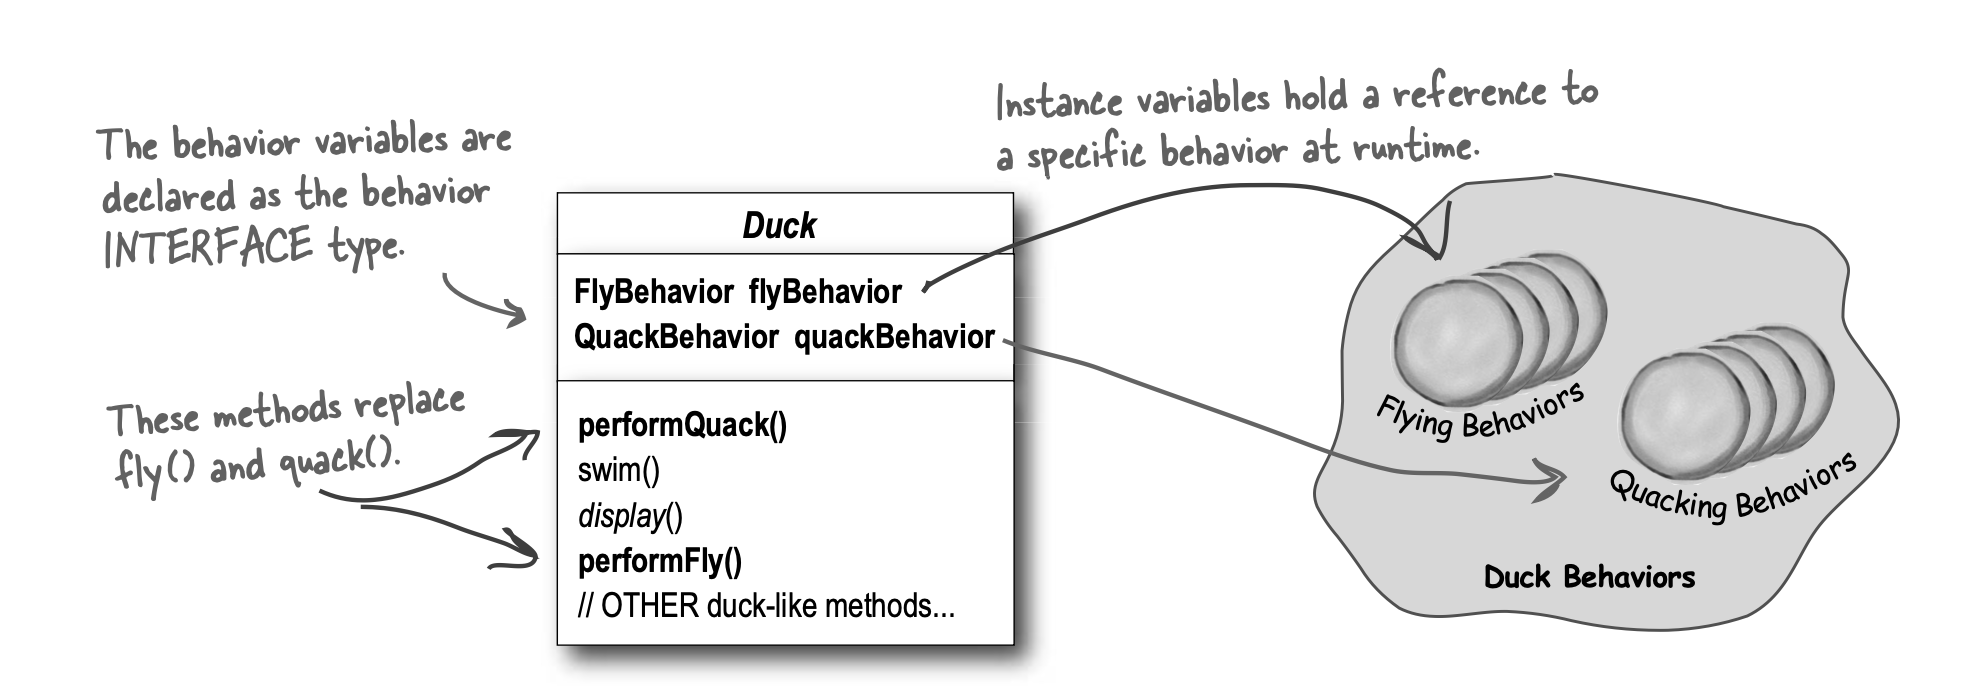 Instance variables hold a reference to
a specific behavior at runtime.
The behavior variables are
declared as the behavior
INTERFACE type.
Duck
FlyBehavior flyBehavior
QuackBehavior quackBehavior
These methods replace
fly() and quack().
performQuack()
swim()
display()
performFly()
// OTHER duck-like methods...
Flying Behaviors
Quacking Behaviors
Duck Behaviors